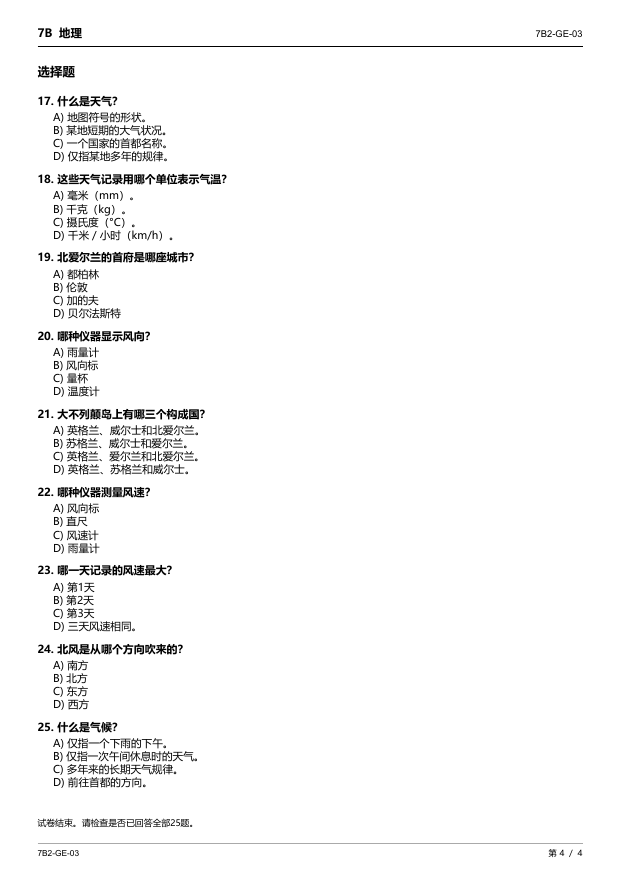 7B 地理
7B2-GE-03
选择题
17. 什么是天气?
A) 地图符号的形状。
B) 某地短期的大气状况。
C) 一个国家的首都名称。
D) 仅指某地多年的规律。
18. 这些天气记录用哪个单位表示气温?
A) 毫米（mm）。
B) 千克（kg）。
C) 摄氏度（°C）。
D) 千米 / 小时（km/h）。
19. 北爱尔兰的首府是哪座城市?
A) 都柏林
B) 伦敦
C) 加的夫
D) 贝尔法斯特
20. 哪种仪器显示风向?
A) 雨量计
B) 风向标
C) 量杯
D) 温度计
21. 大不列颠岛上有哪三个构成国?
A) 英格兰、威尔士和北爱尔兰。
B) 苏格兰、威尔士和爱尔兰。
C) 英格兰、爱尔兰和北爱尔兰。
D) 英格兰、苏格兰和威尔士。
22. 哪种仪器测量风速?
A) 风向标
B) 直尺
C) 风速计
D) 雨量计
23. 哪一天记录的风速最大?
A) 第1天
B) 第2天
C) 第3天
D) 三天风速相同。
24. 北风是从哪个方向吹来的?
A) 南方
B) 北方
C) 东方
D) 西方
25. 什么是气候?
A) 仅指一个下雨的下午。
B) 仅指一次午间休息时的天气。
C) 多年来的长期天气规律。
D) 前往首都的方向。
试卷结束。请检查是否已回答全部25题。
7B2-GE-03
第 4 / 4